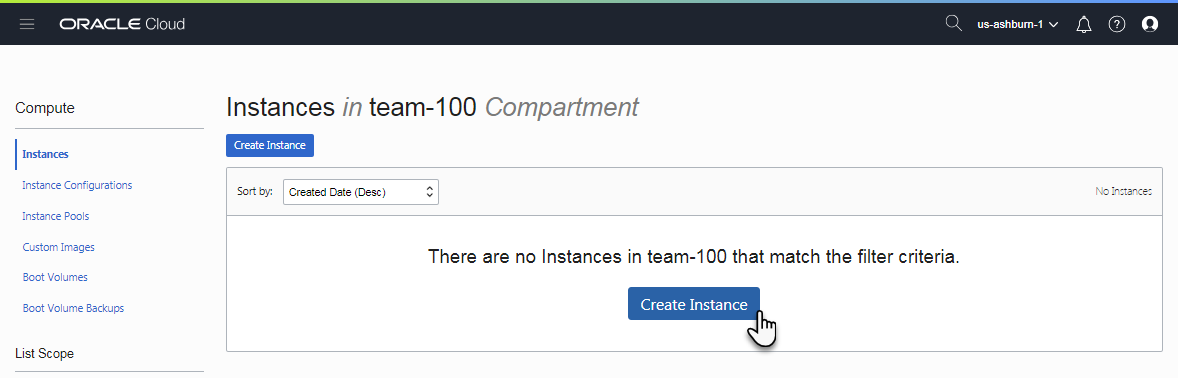 ORACLE Cloud
us-ashburn-1
Compute
Instances
Instance Configurations
Instance Pools
Custom Images
Boot Volumes
Boot Volume Backups
List Scope
Instances in team-100 Compartment
Create Instance
Sort by: Created Date (Desc) No Instances
There are no Instances in team-100 that match the filter criteria.
Create Instance